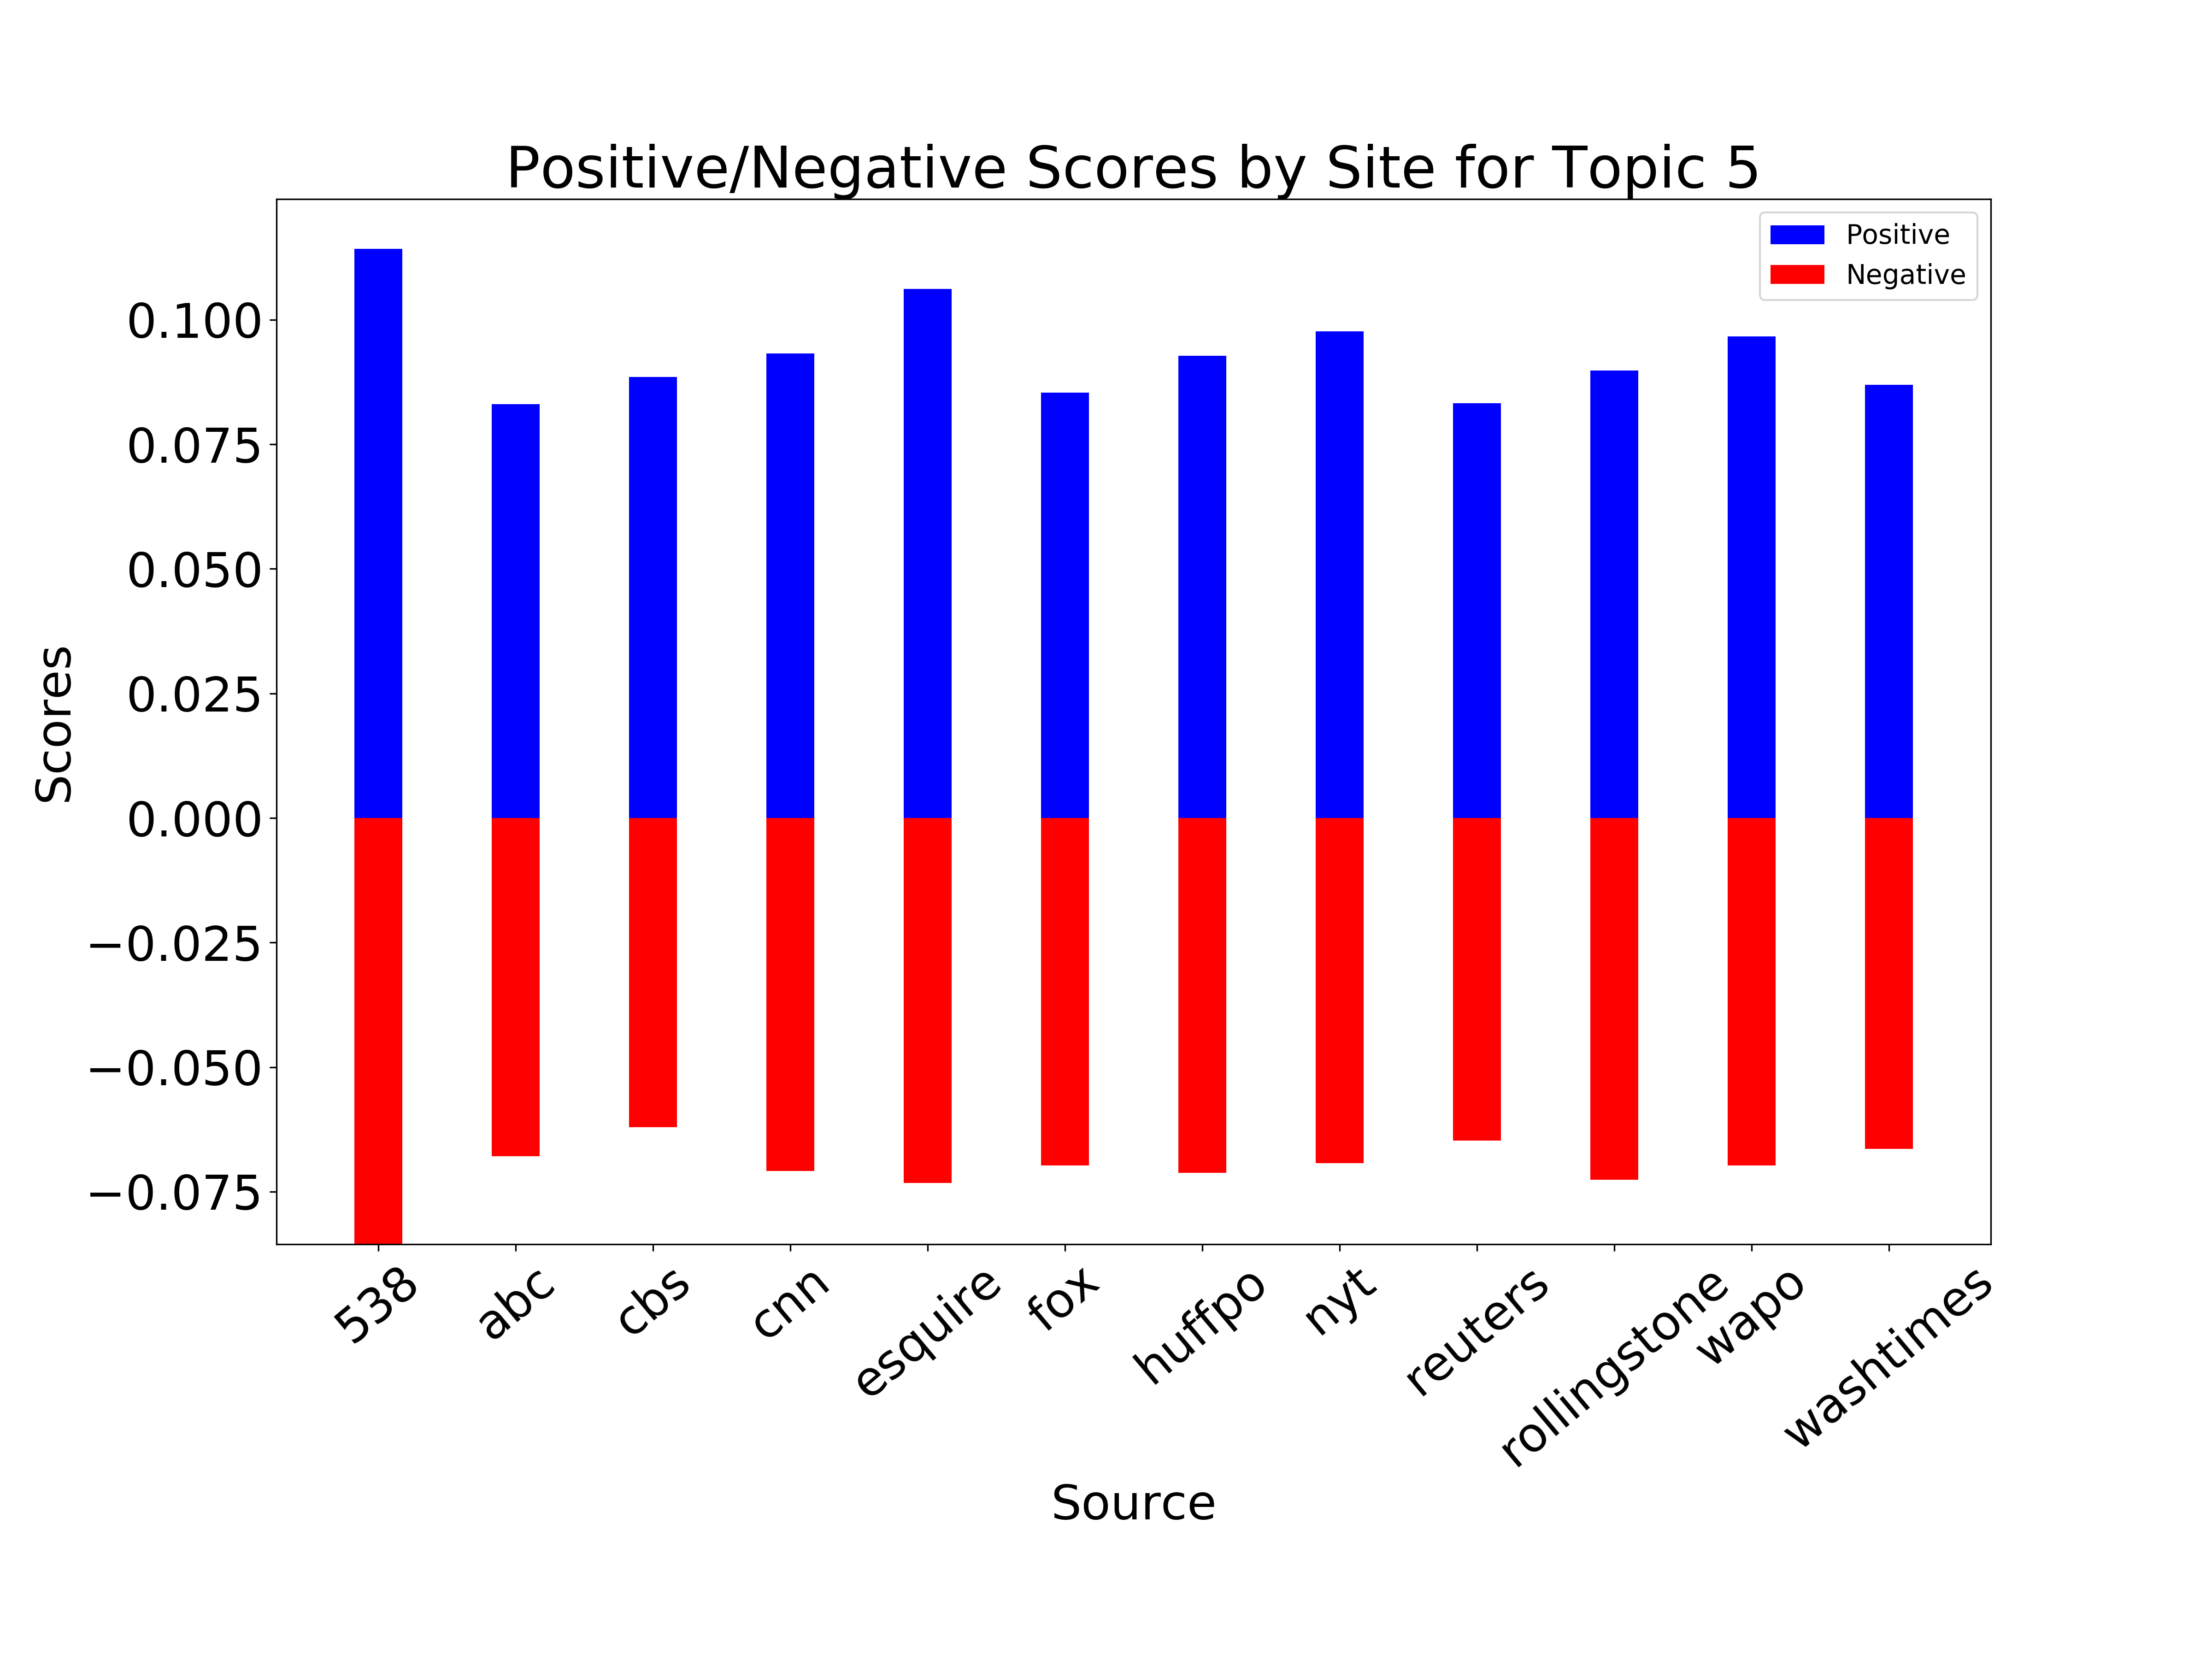 Positive/Negative Scores by Site for Topic 5
Positive
Negative
0.100
0.075
0.050
0.025
0.000
−0.025
−0.050
−0.075
Scores
538
abc
cbs
cnn
esquire
fox
huffpo
nyt
reuters
rollingstone
wapo
washtimes
Source